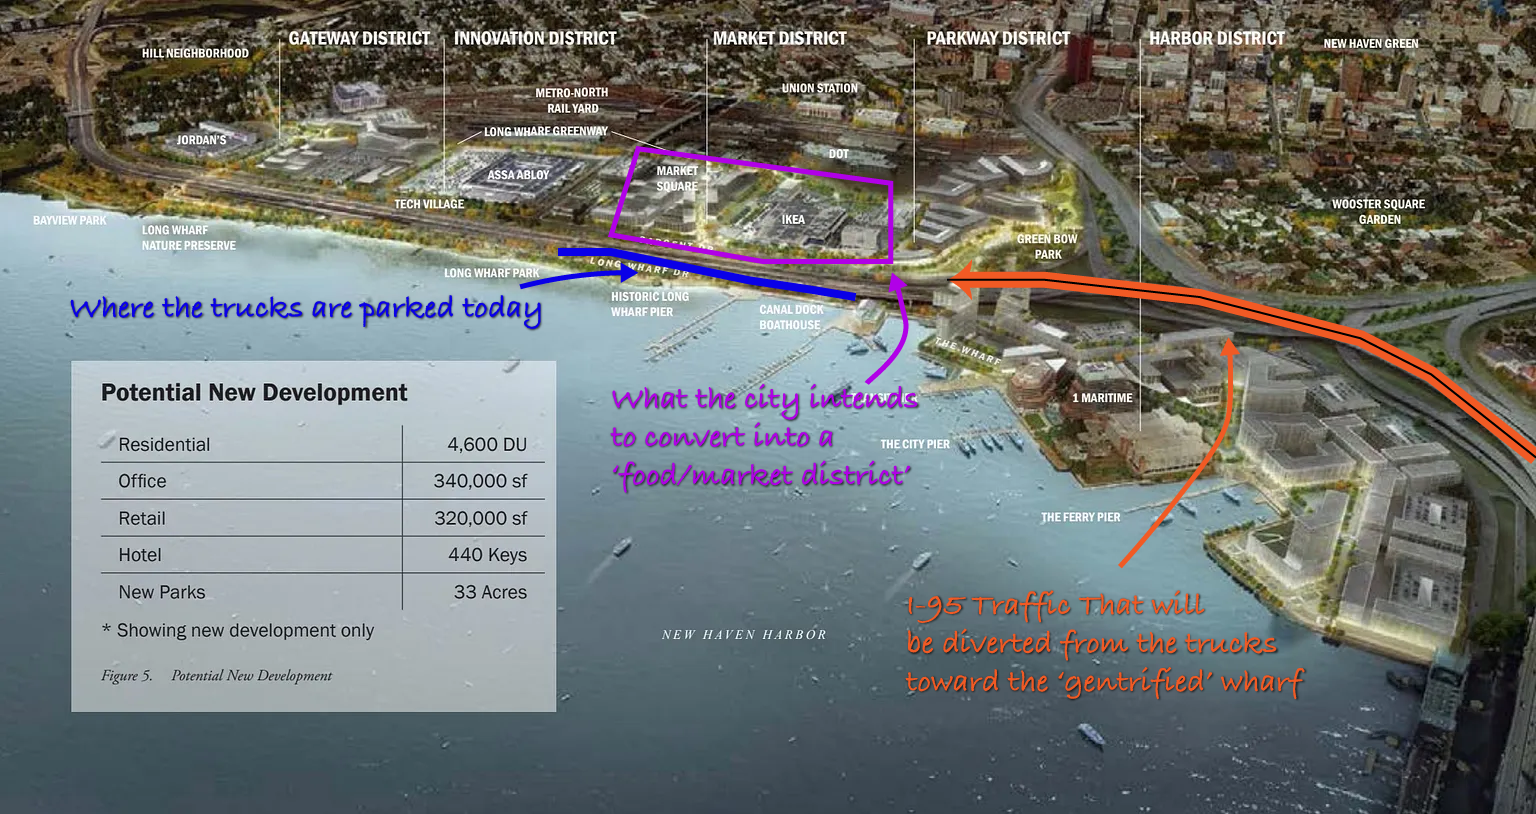 GATEWAY DISTRICT
INNOVATION DISTRICT
MARKET DISTRICT
PARKWAY DISTRICT
HARBOR DISTRICT
NEW HAVEN GREEN
HILL NEIGHBORHOOD
METRO-NORTH
RAIL YARD
UNION STATION
LONG WHARF GREENWAY
JORDAN'S
DOT
ASSA ABLOY
MARKET
SQUARE
TECH VILLAGE
IKEA
WOOSTER SQUARE
GARDEN
BAYVIEW PARK
LONG WHARF
NATURE PRESERVE
GREEN BOW
PARK
LONG WHARF DR
LONG WHARF PARK
Where the trucks are parked today
HISTORIC LONG
WHARF PIER
CANAL DOCK
BOATHOUSE
THE WHARF
What the city intends
to convert into a
‘food/market district’
1 MARITIME
THE CITY PIER
THE FERRY PIER
Potential New Development
Residential 4,600 DU
Office 340,000 sf
Retail 320,000 sf
Hotel 440 Keys
New Parks 33 Acres
* Showing new development only
Figure 5. Potential New Development
NEW HAVEN HARBOR
I-95 Traffic That will
be diverted from the trucks
toward the ‘gentrified’ wharf